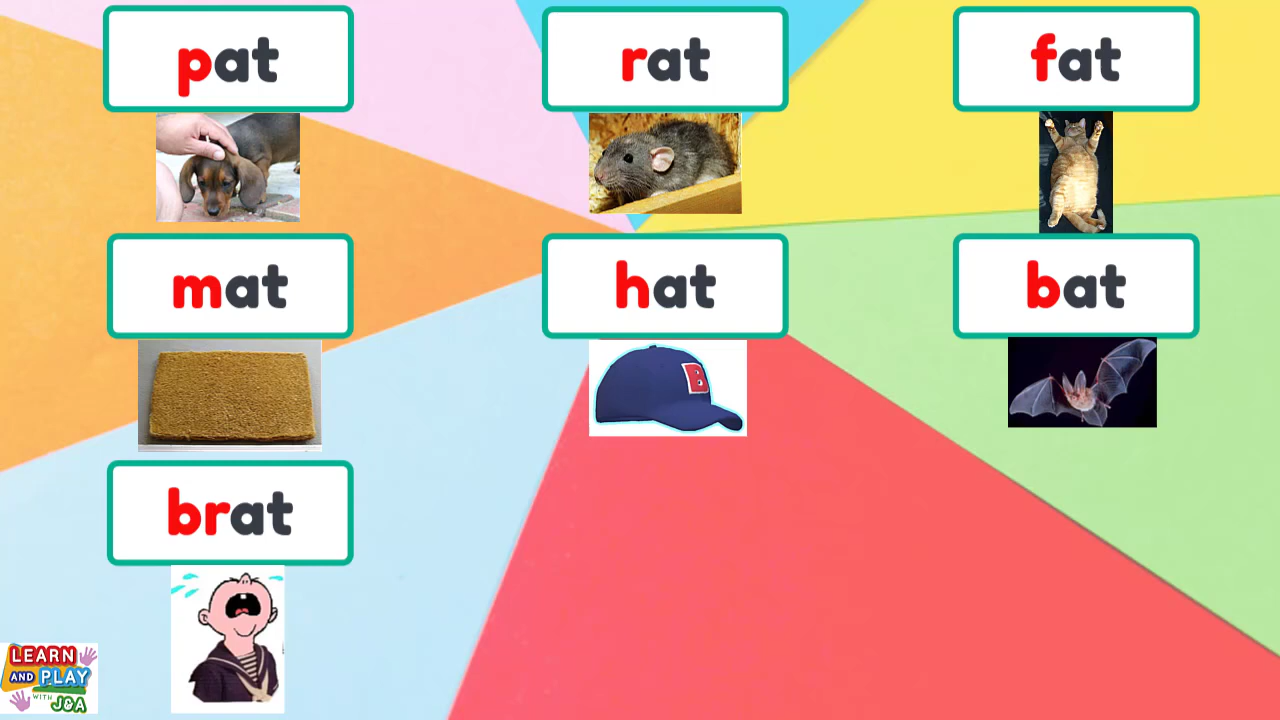 pat
rat
fat
mat
hat
B
bat
brat
LEARN
AND PLAY
WITH
J&A